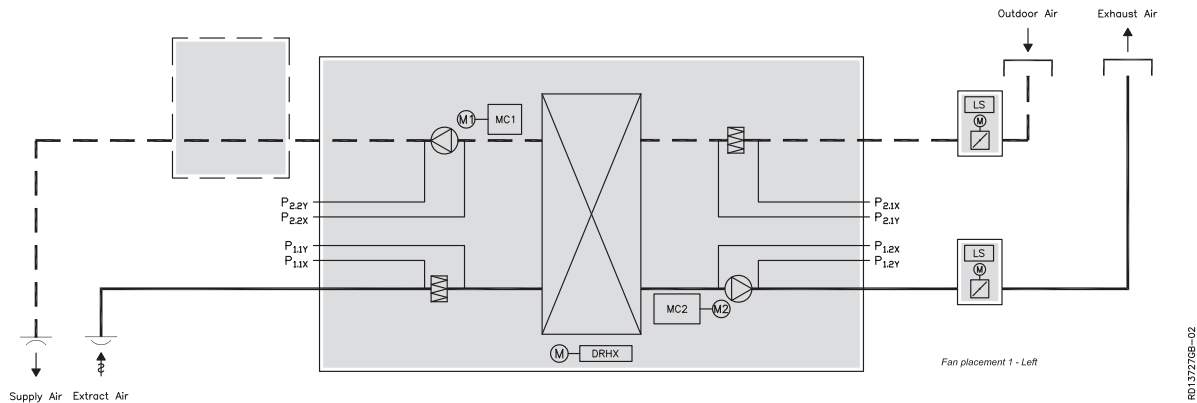 Outdoor Air
Exhaust Air
LS
M
M1
MC1
P2.2Y
P2.2X
P2.1X
P2.1Y
P1.1Y
P1.1X
P1.2X
P1.2Y
LS
M
MC2
M2
M
DRHX
Fan placement 1 - Left
Supply Air
Extract Air
RD13727GB-02